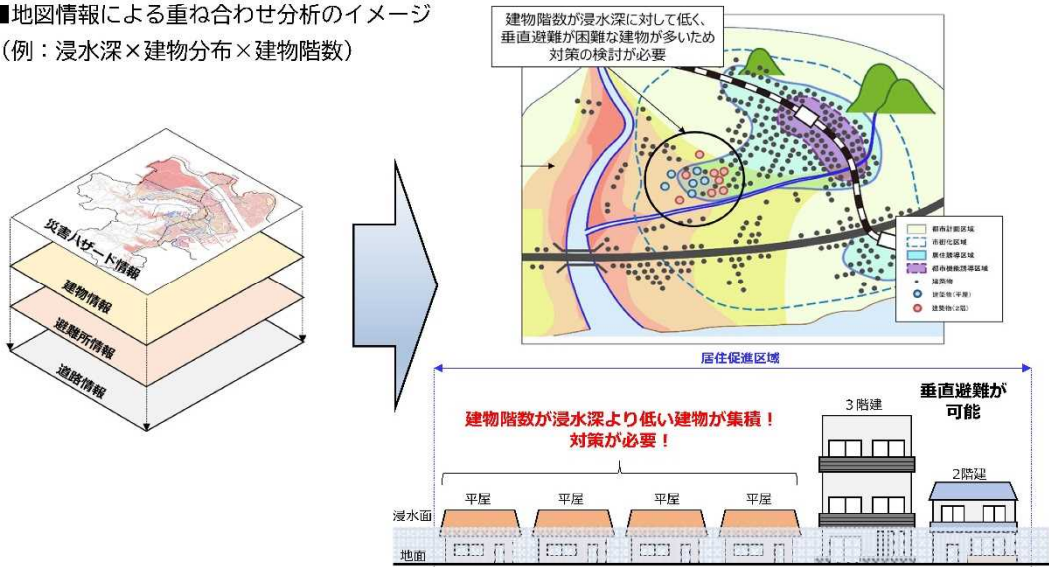 ■地図情報による重ね合わせ分析のイメージ
（例：浸水深×建物分布×建物階数）
建物階数が浸水深に対して低く、
垂直避難が困難な建物が多いため
対策の検討が必要
災害ハザード情報
建物情報
避難所情報
道路情報
都市計画区域
市街化区域
居住誘導区域
都市機能誘導区域
建築物
建築物(平屋)
建築物(2階)
居住促進区域
建物階数が浸水深より低い建物が集積！
対策が必要！
垂直避難が
可能
3階建
2階建
平屋
平屋
平屋
平屋
浸水面
地面